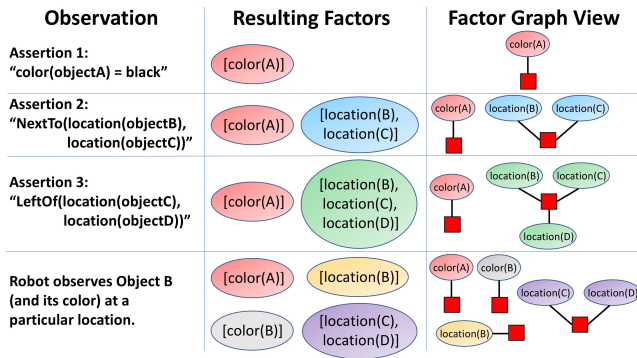 Observation
Resulting Factors
Factor Graph View
Assertion 1:
“color(objectA) = black”
[color(A)]
color(A)
Assertion 2:
“NextTo(location(objectB),
location(objectC))”
[color(A)]
[location(B),
location(C)]
color(A)
location(B)
location(C)
Assertion 3:
“LeftOf(location(objectC),
location(objectD))”
[color(A)]
[location(B),
location(C),
location(D)]
color(A)
location(B)
location(C)
location(D)
Robot observes Object B
(and its color) at a
particular location.
[color(A)]
[location(B)]
[color(B)]
[location(C),
location(D)]
color(A)
color(B)
location(C)
location(D)
location(B)